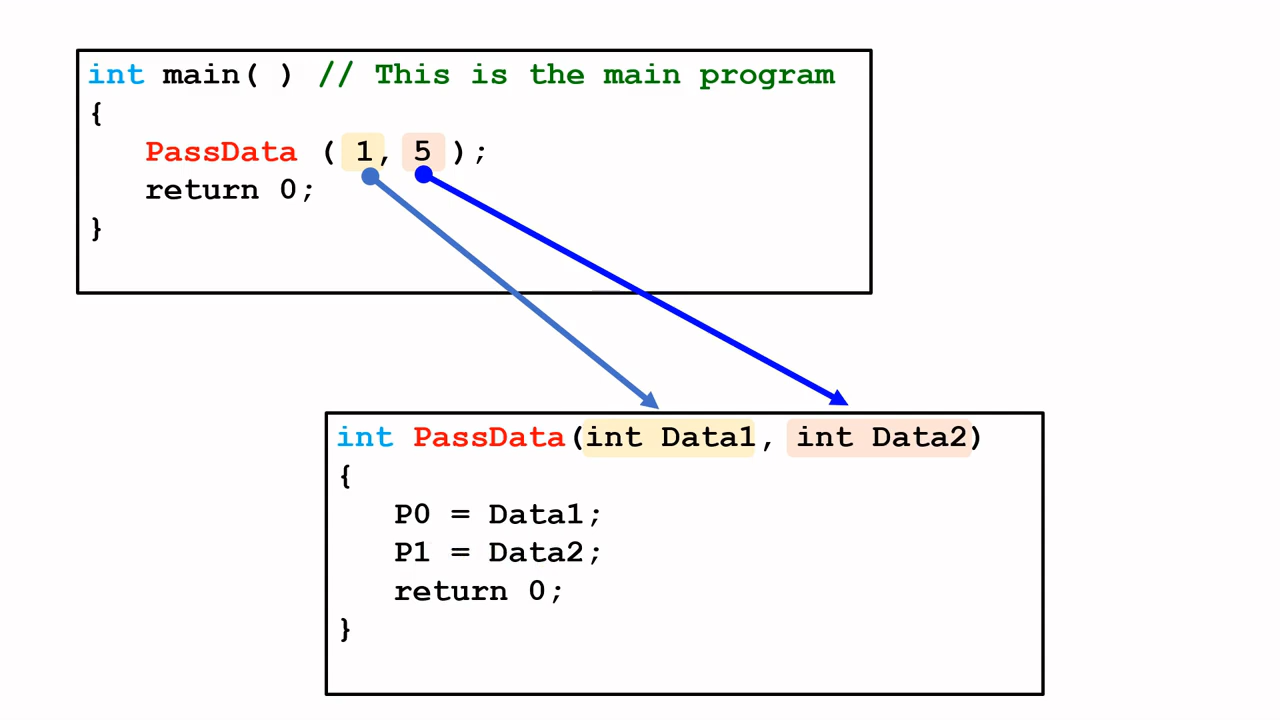 int main( ) // This is the main program
{
PassData ( 1, 5 );
return 0;
}
int PassData(int Data1, int Data2)
{
P0 = Data1;
P1 = Data2;
return 0;
}